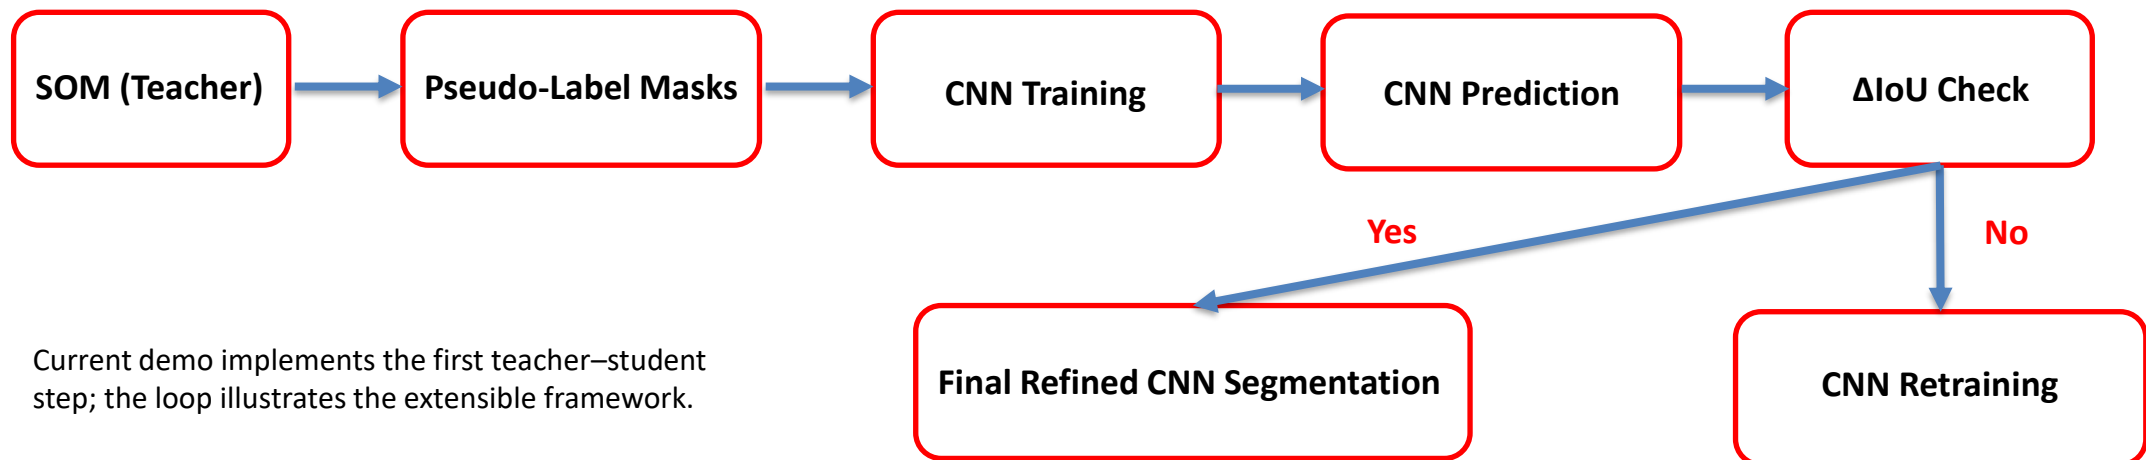 SOM (Teacher)
Pseudo-Label Masks
CNN Training
CNN Prediction
ΔIoU Check
Yes
No
Final Refined CNN Segmentation
CNN Retraining
Current demo implements the first teacher–student
step; the loop illustrates the extensible framework.